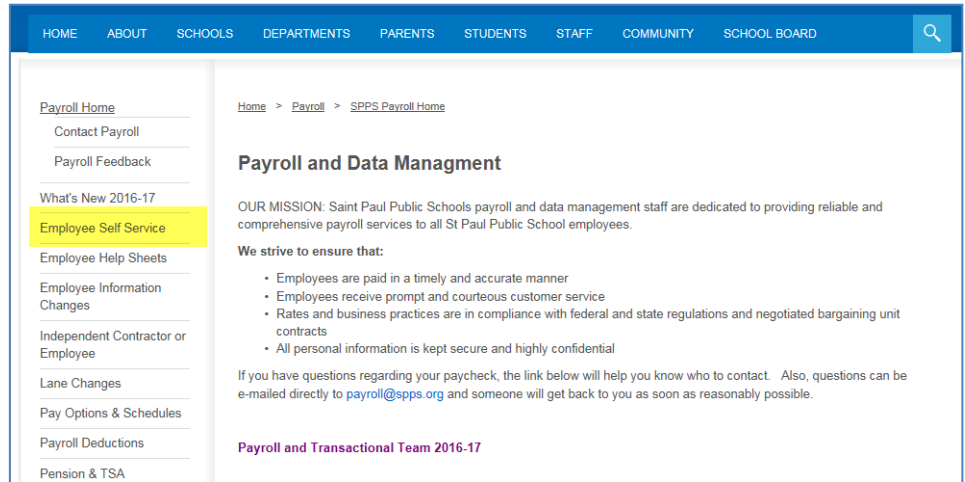 HOME ABOUT SCHOOLS DEPARTMENTS PARENTS STUDENTS STAFF COMMUNITY SCHOOL BOARD
Payroll Home
Contact Payroll
Payroll Feedback
What's New 2016-17
Employee Self Service
Employee Help Sheets
Employee Information
Changes
Independent Contractor or
Employee
Lane Changes
Pay Options & Schedules
Payroll Deductions
Pension & TSA
Home > Payroll > SPPS Payroll Home
Payroll and Data Managment
OUR MISSION: Saint Paul Public Schools payroll and data management staff are dedicated to providing reliable and
comprehensive payroll services to all St Paul Public School employees.
We strive to ensure that:
• Employees are paid in a timely and accurate manner
• Employees receive prompt and courteous customer service
• Rates and business practices are in compliance with federal and state regulations and negotiated bargaining unit
contracts
• All personal information is kept secure and highly confidential
If you have questions regarding your paycheck, the link below will help you know who to contact. Also, questions can be
e-mailed directly to payroll@spps.org and someone will get back to you as soon as reasonably possible.
Payroll and Transactional Team 2016-17